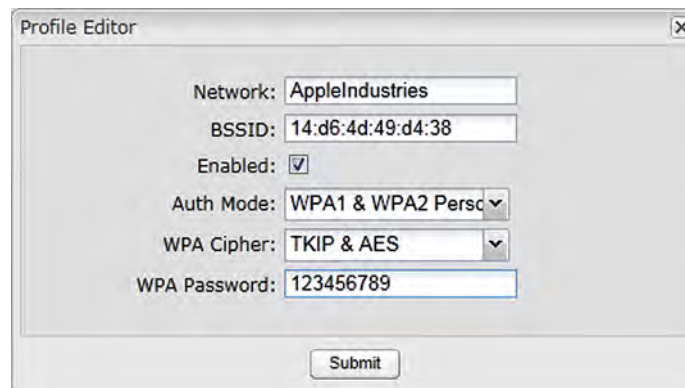 Profile Editor
Network: AppleIndustries
BSSID: 14:d6:4d:49:d4:38
Enabled:
Auth Mode: WPA1 & WPA2 Perso
WPA Cipher: TKIP & AES
WPA Password: 123456789
Submit